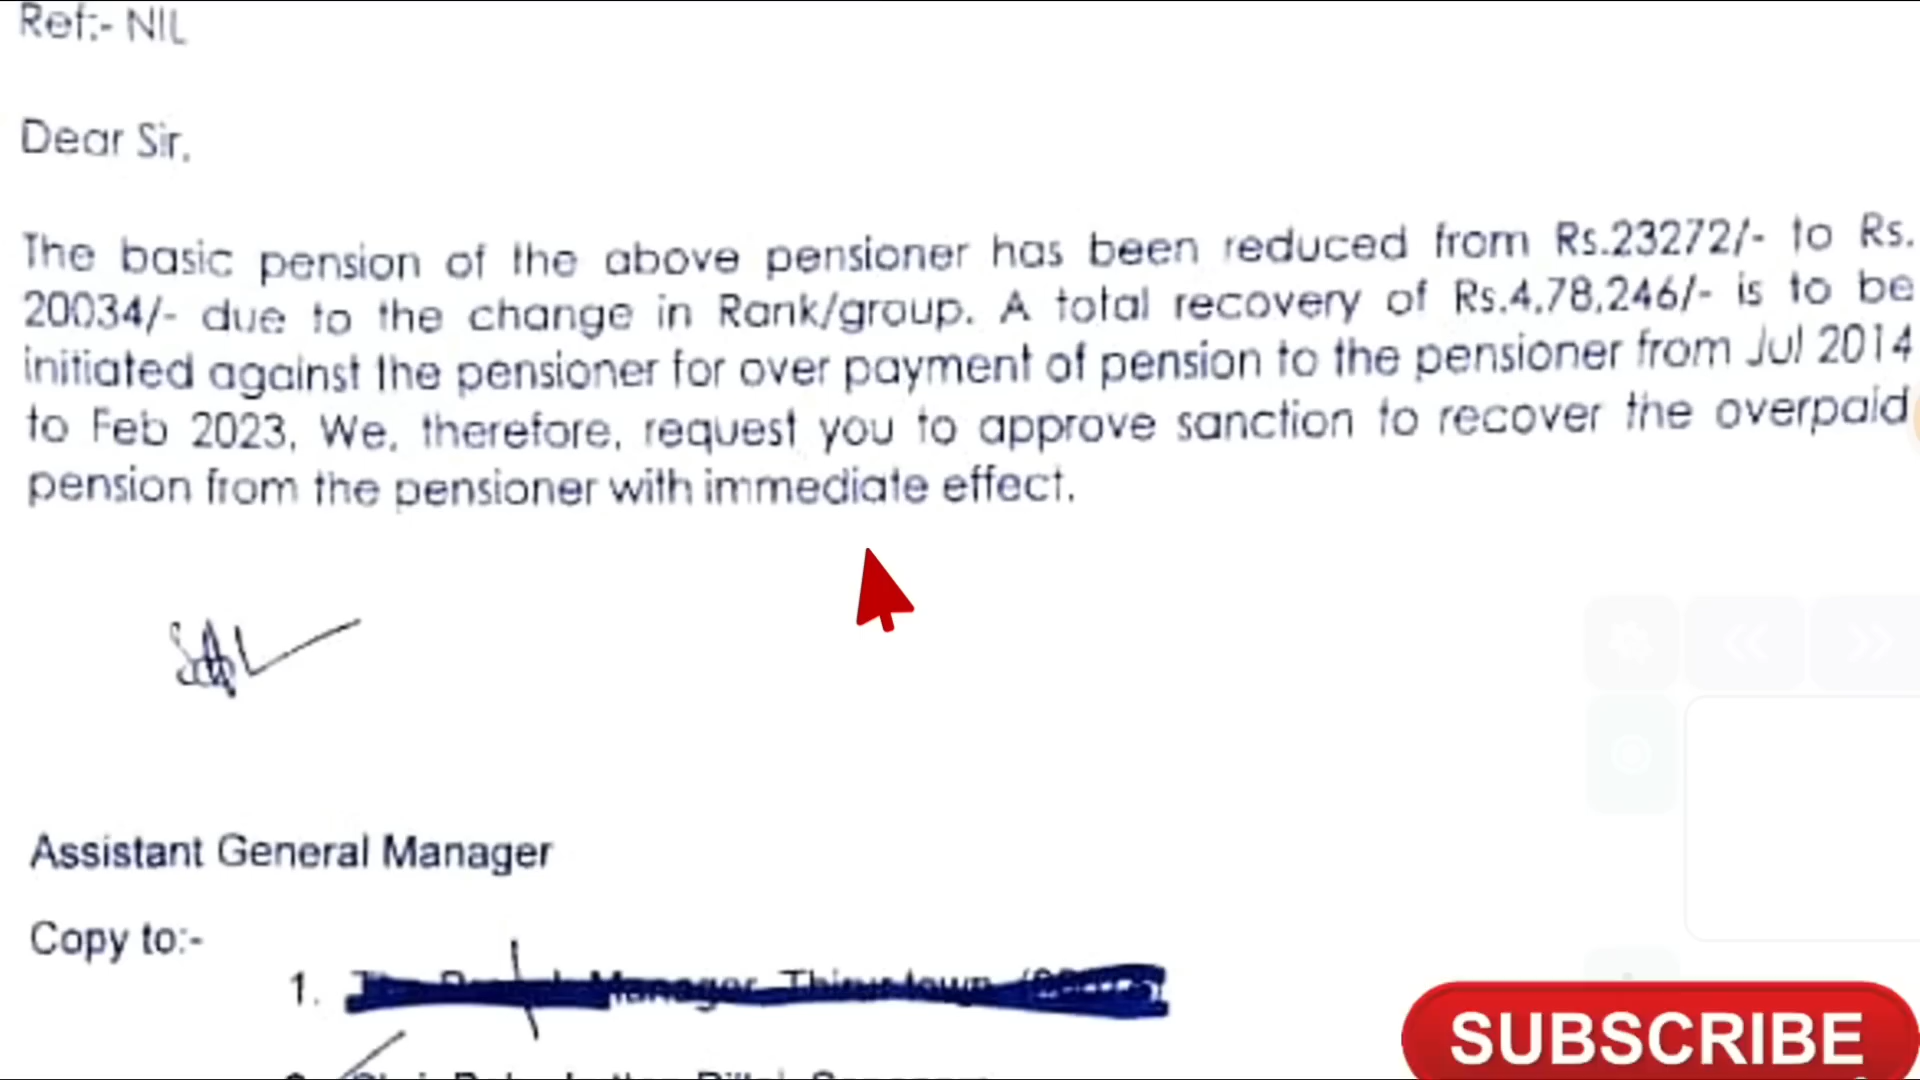 Ref:- NIL
Dear Sir,
The basic pension of the above pensioner has been reduced from Rs.23272/- to Rs.
20034/- due to the change in Rank/group. A total recovery of Rs.4,78,246/- is to be
initiated against the pensioner for over payment of pension to the pensioner from Jul 2014
to Feb 2023. We, therefore, request you to approve sanction to recover the overpaid
pension from the pensioner with immediate effect.
Assistant General Manager
Copy to:-
1. Manager, Thirur town
SUBSCRIBE